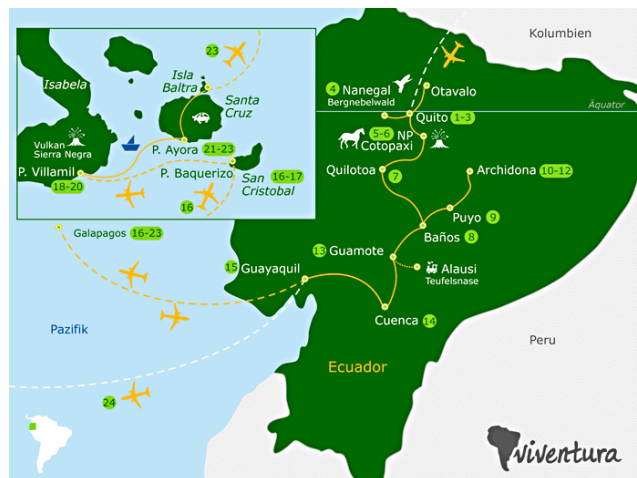 Kolumbien
23
Isla
Baltra
Isabela
Santa
Cruz
Vulkan
Sierra Negra
P. Ayora 21-23
P. Villamil
18-20
P. Baquerizo
San
Cristobal
16-17
16
4 Nanegal
Bergnebelwald
Otavalo
Äquator
Quito 1-3
5-6 NP
Cotopaxi
Quilotoa 7
Archidona
10-12
Puyo 9
Baños 8
Galapagos 16-23
13 Guamote
15 Guayaquil
Alausi
Teufelsnase
Cuenca 14
Pazifik
Peru
Ecuador
24
viventura